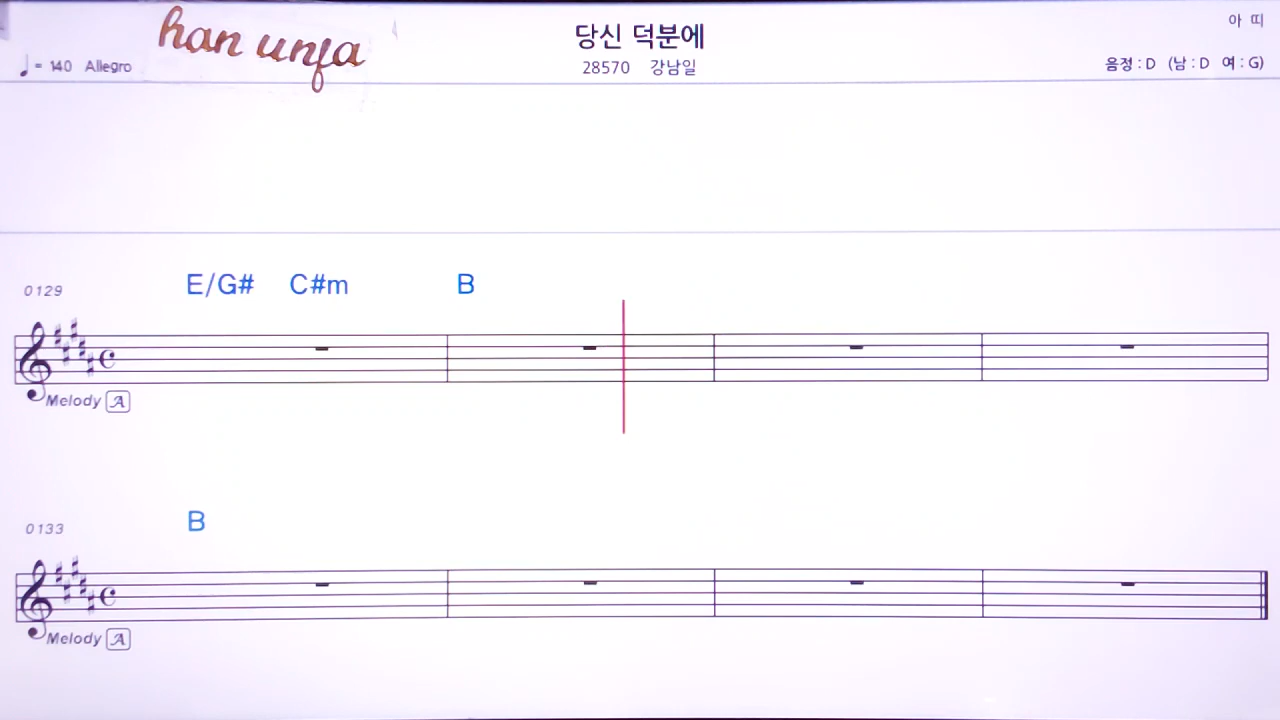 han unfa
당신 덕분에
아 띠
♩= 140 Allegro
28570 강남일
음정 : D (남 : D 여 : G)
0129
E/G# C#m B
Melody A
0133
B
Melody A